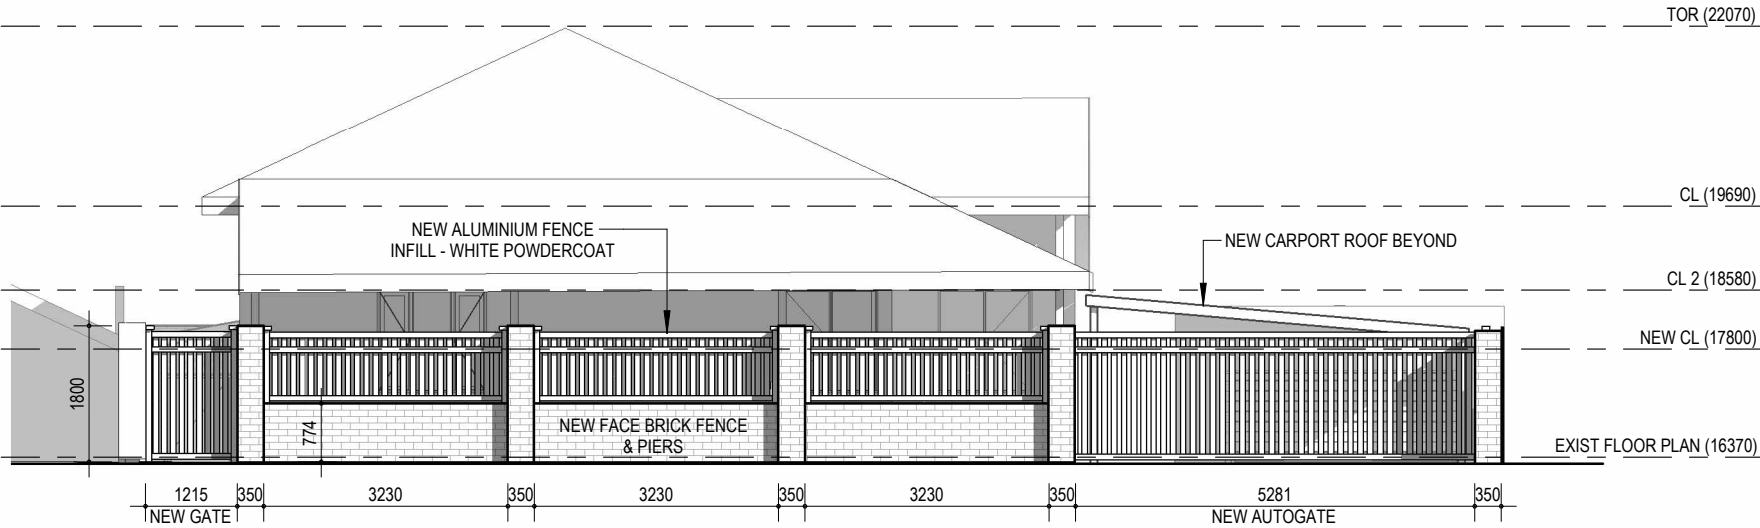 TOR (22070)
CL (19690)
NEW ALUMINIUM FENCE
INFILL - WHITE POWDERCOAT
NEW CARPORT ROOF BEYOND
CL 2 (18580)
NEW CL (17800)
1800
774
NEW FACE BRICK FENCE
& PIERS
EXIST FLOOR PLAN (16370)
1215 350 3230 350 3230 350 3230 350 5281 350
NEW GATE NEW AUTOGATE